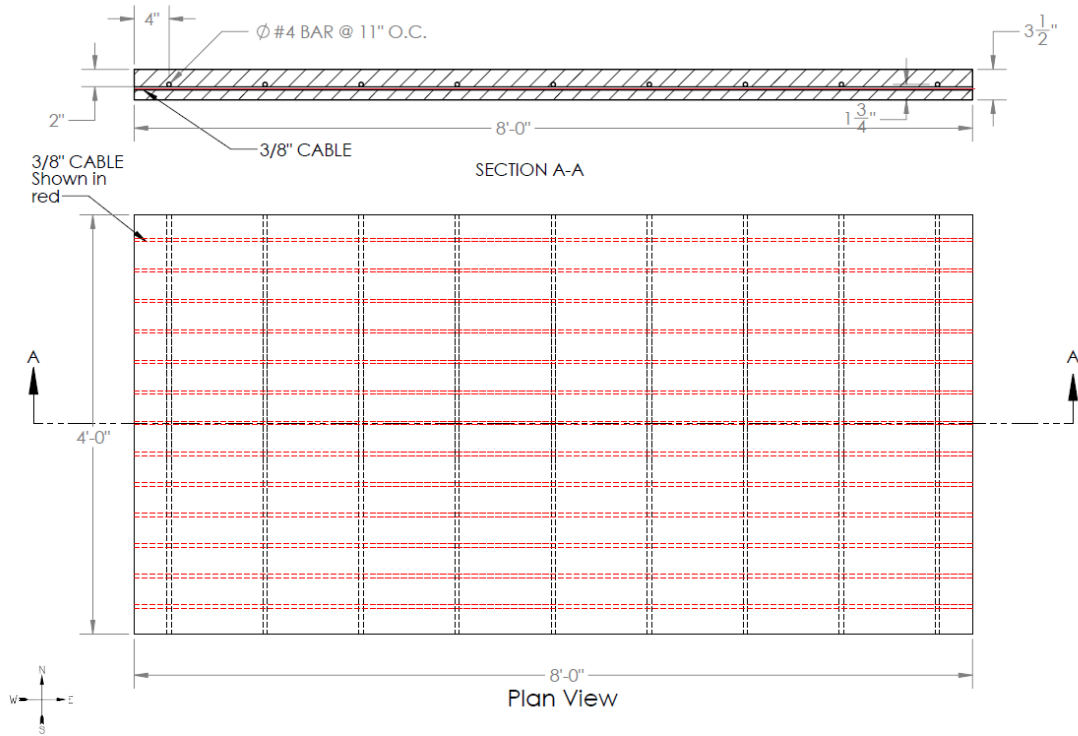 4"
Ø #4 BAR @ 11" O.C.
3 1/2"
2"
8'-0"
1 3/4"
3/8" CABLE
SECTION A-A
3/8" CABLE
Shown in
red
A
A
4'-0"
8'-0"
Plan View
N
W
E
S